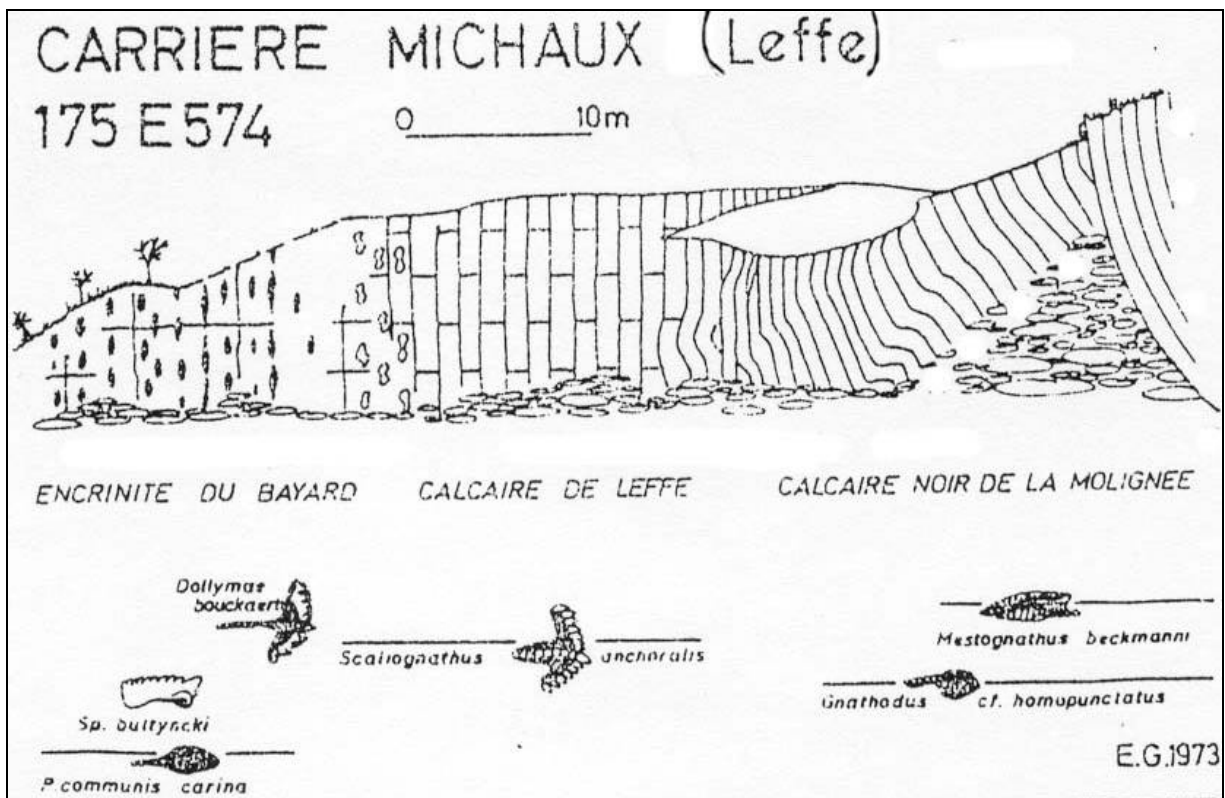 CARRIERE MICHAUX (Leffe)
175 E 574
0 10m
ENCRINITE DU BAYARD
CALCAIRE DE LEFFE
CALCAIRE NOIR DE LA MOLIGNEE
Dollymae
bouckaerti
Scaliognathus anchoralis
Mestognathus beckmanni
Gnathodus cf. homopunctatus
Sp. bultyncki
P. communis carina
E.G.1973